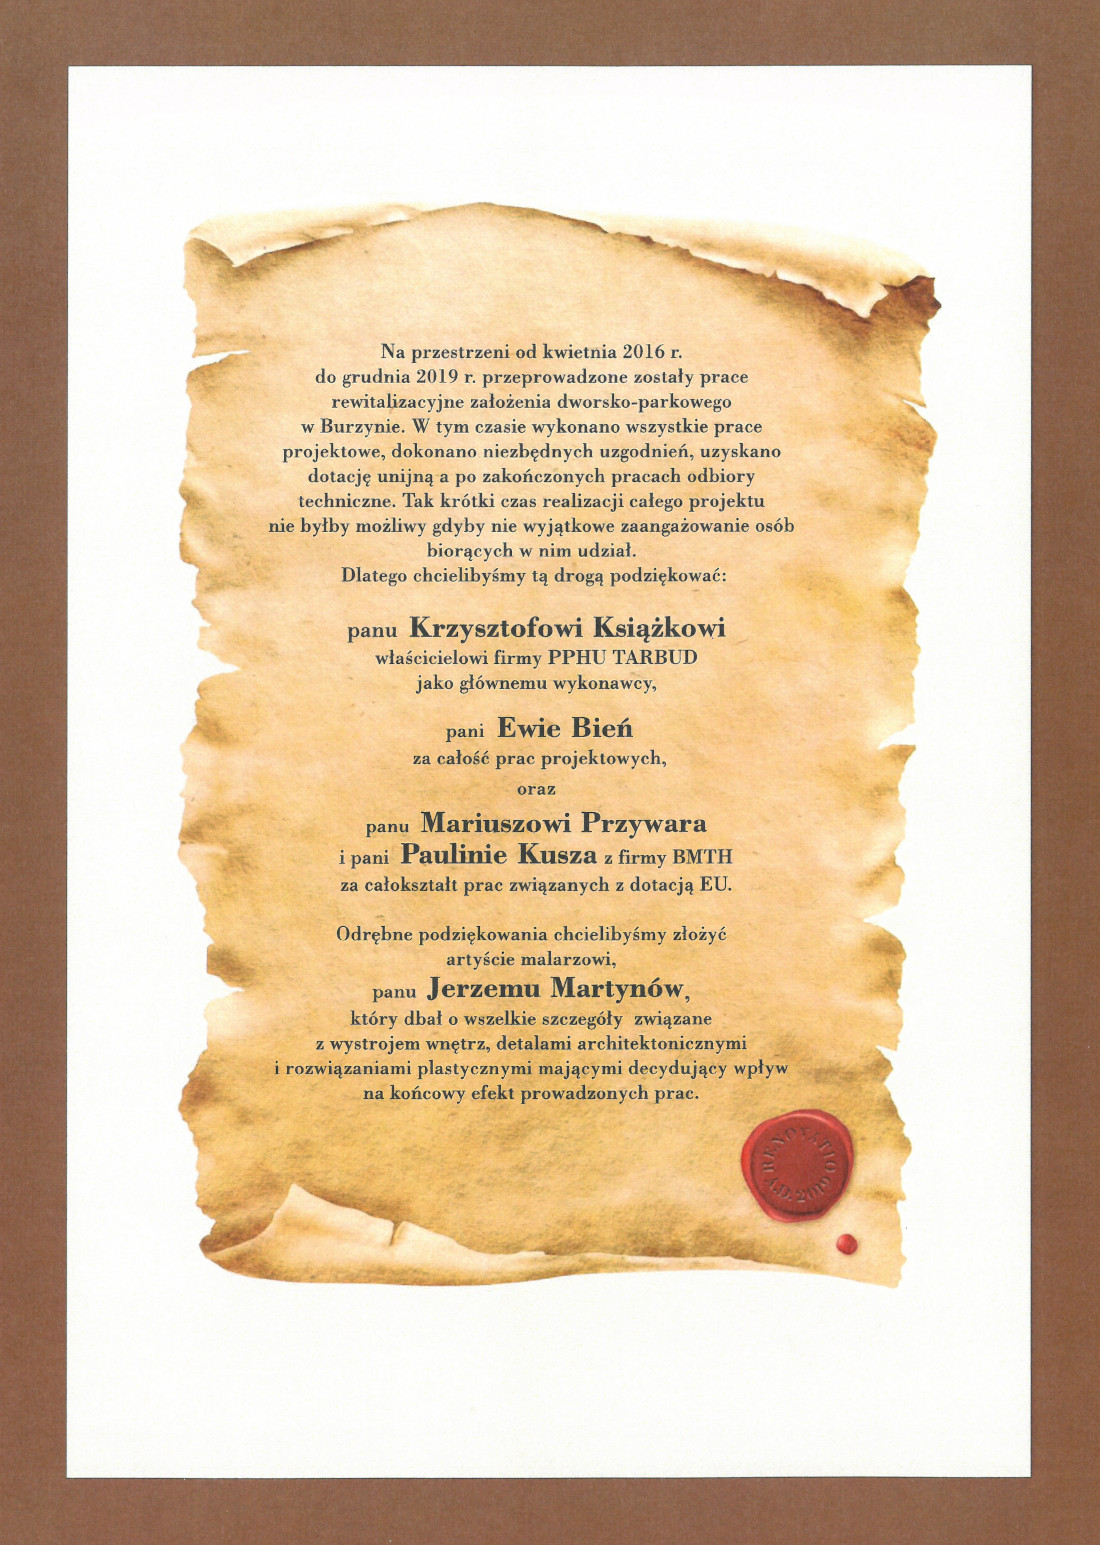 Na przestrzeni od kwietnia 2016 r.
do grudnia 2019 r. przeprowadzone zostały prace
rewitalizacyjne założenia dworsko-parkowego
w Burzynie. W tym czasie wykonano wszystkie prace
projektowe, dokonano niezbędnych uzgodnień, uzyskano
dotację unijną a po zakończonych pracach odbiory
techniczne. Tak krótki czas realizacji całego projektu
nie byłby możliwy gdyby nie wyjątkowe zaangażowanie osób
biorących w nim udział.
Dlatego chcielibyśmy tą drogą podziękować:
panu Krzysztofowi Książkowi
właścicielowi firmy PPHU TARBUD
jako głównemu wykonawcy,
pani Ewie Bień
za całość prac projektowych,
oraz
panu Mariuszowi Przywara
i pani Paulinie Kusza z firmy BMTH
za całokształt prac związanych z dotacją EU.
Odrębne podziękowania chcielibyśmy złożyć
artyście malarzowi,
panu Jerzemu Martynów,
który dbał o wszelkie szczegóły związane
z wystrojem wnętrz, detalami architektonicznymi
i rozwiązaniami plastycznymi mającymi decydujący wpływ
na końcowy efekt prowadzonych prac.
RENOVATIO
A.D. 2019